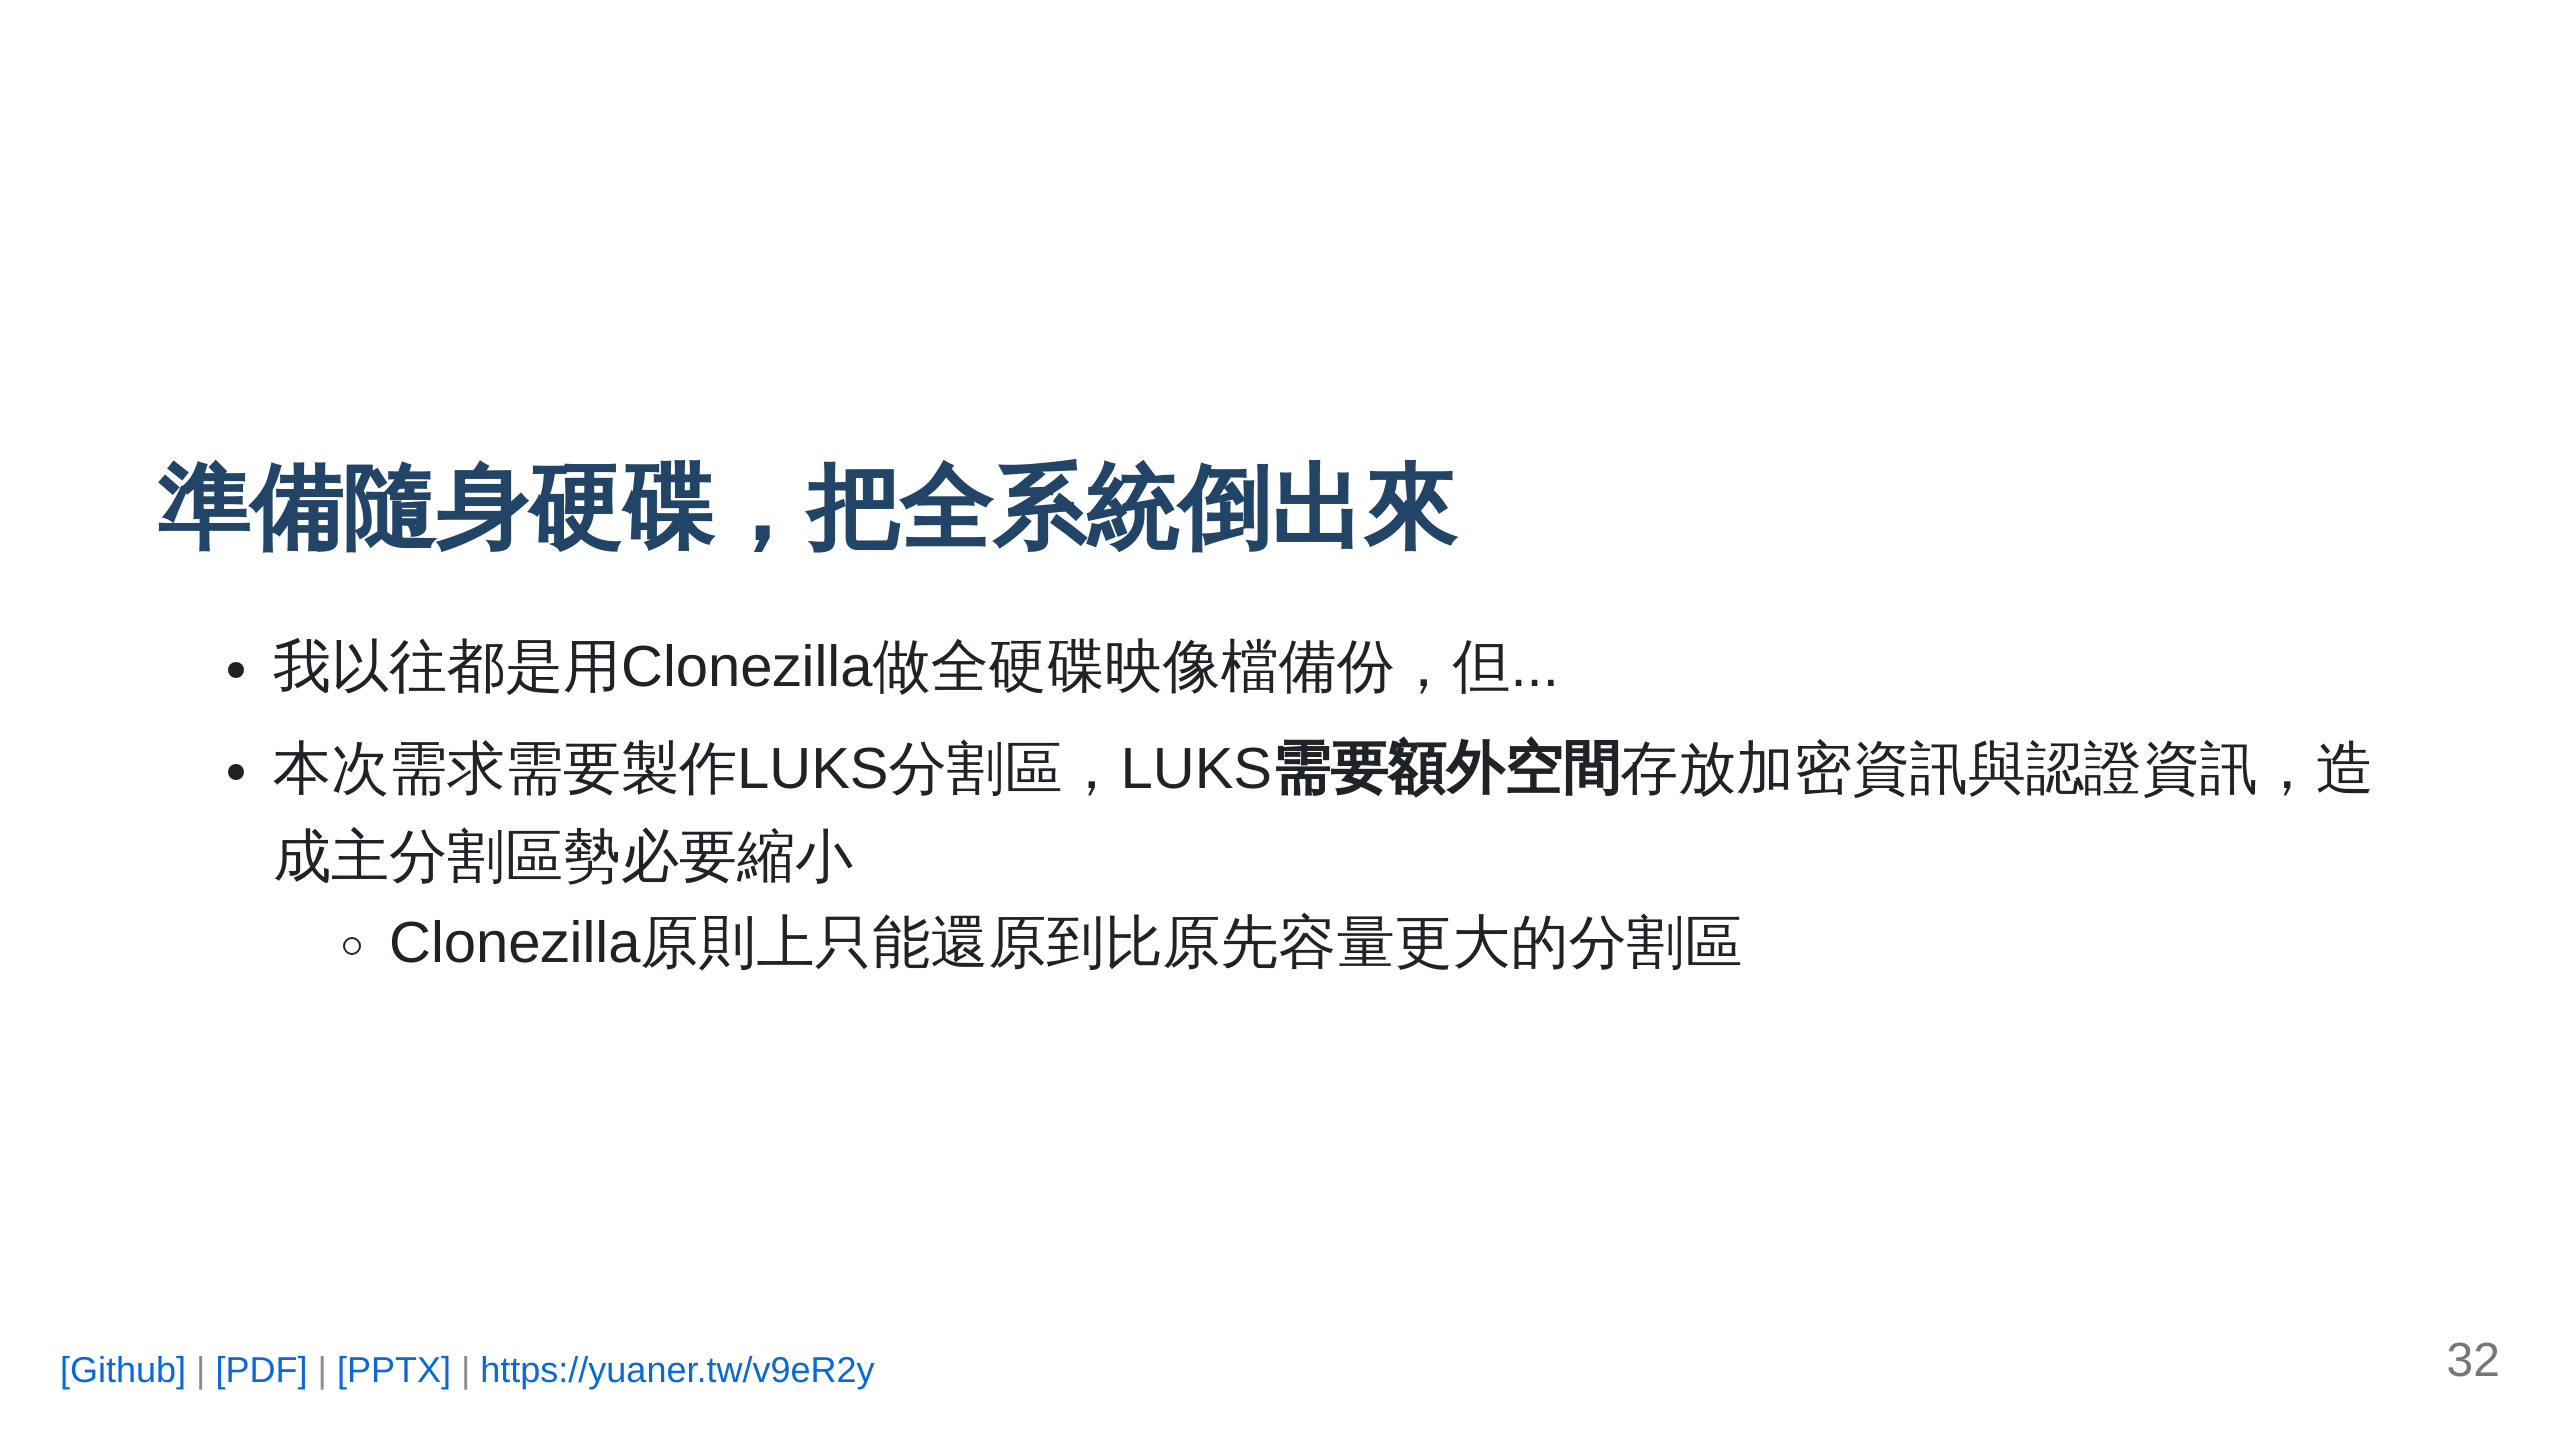 準備隨身硬碟，把全系統倒出來
我以往都是用Clonezilla做全硬碟映像檔備份，但...
本次需求需要製作LUKS分割區，LUKS需要額外空間存放加密資訊與認證資訊，造
成主分割區勢必要縮小
Clonezilla原則上只能還原到比原先容量更大的分割區
[Github] | [PDF] | [PPTX] | https://yuaner.tw/v9eR2y
32